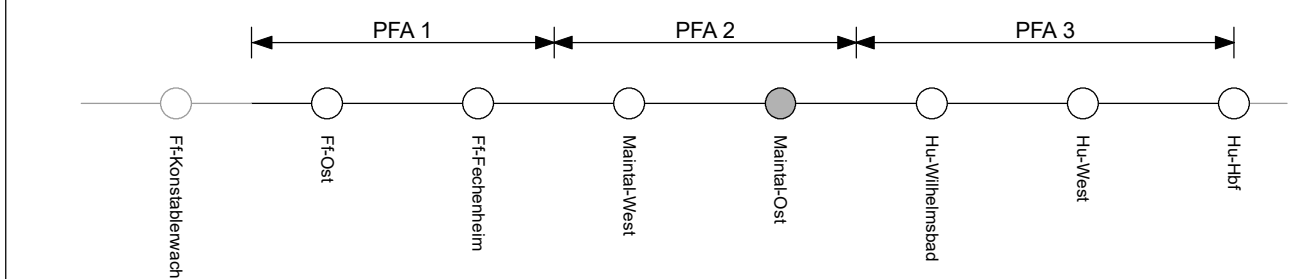 PFA 1
PFA 2
PFA 3
Ff-Konstablerwach
Ff-Ost
Ff-Fechenheim
Maintal-West
Maintal-Ost
Hu-Wilhelmsbad
Hu-West
Hu-Hbf